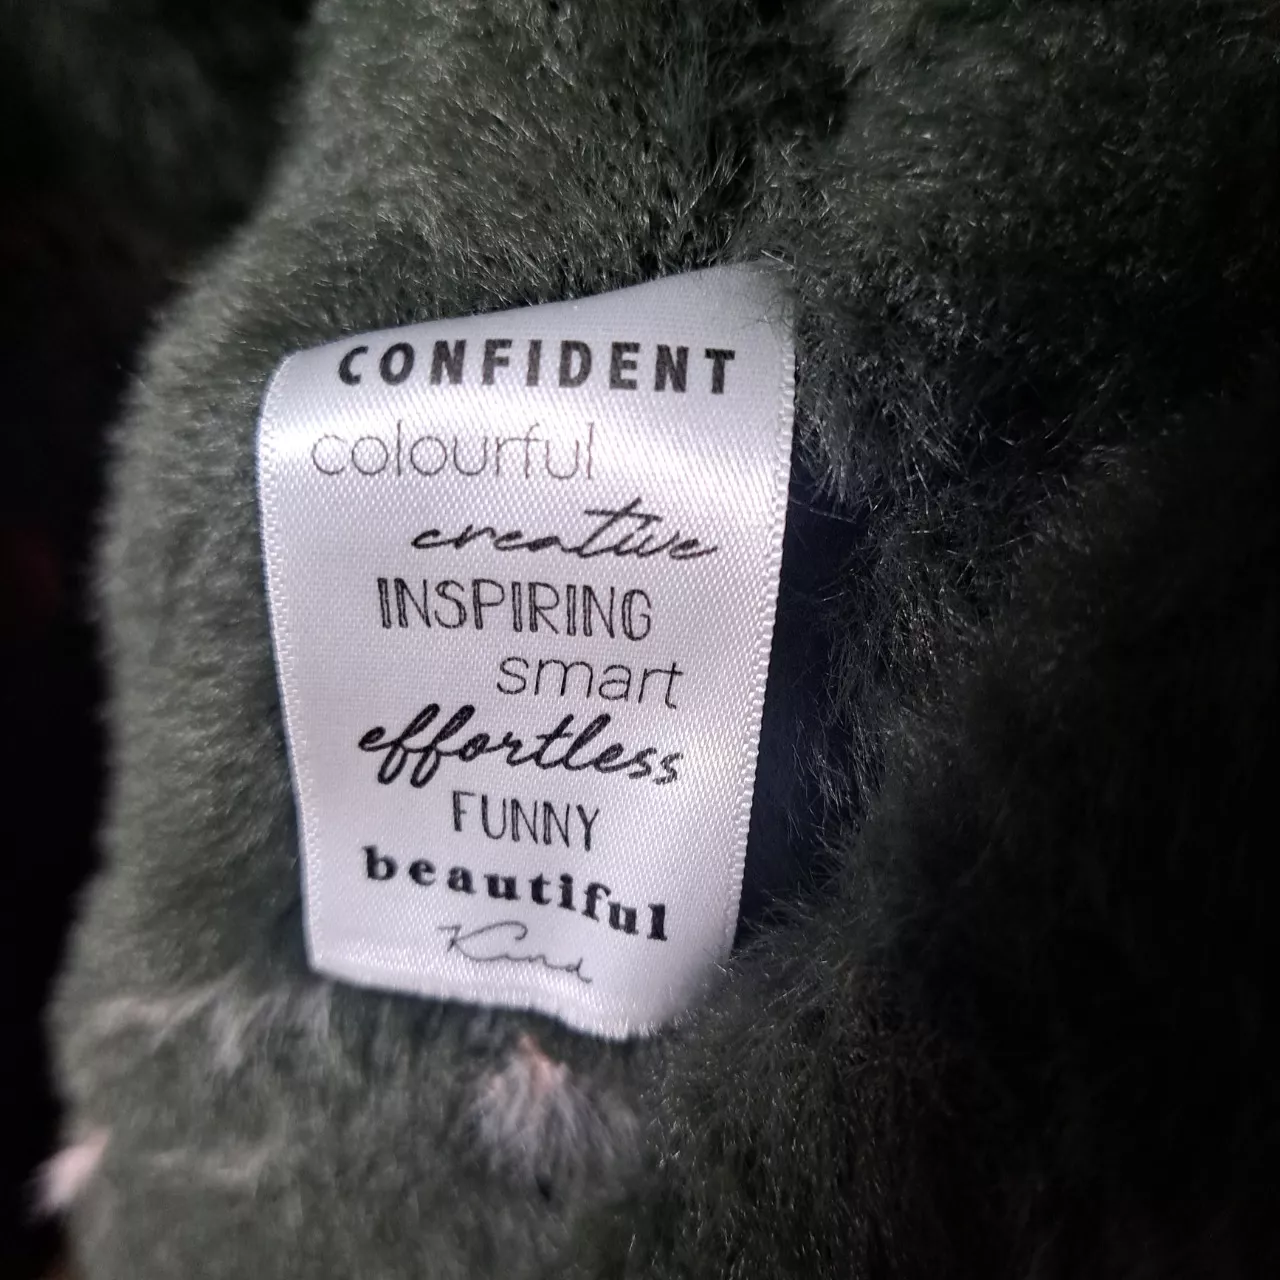 CONFIDENT
colourful
creative
INSPIRING
smart
effortless
FUNNY
beautiful
Kind